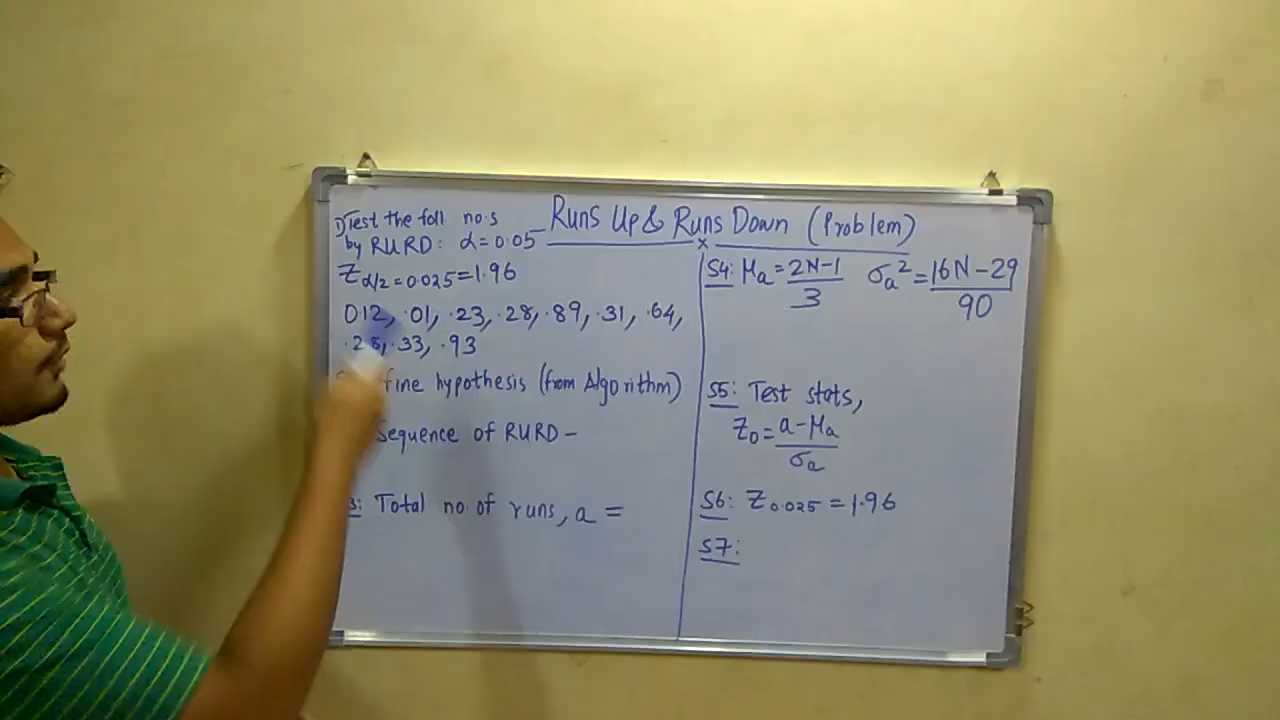 Runs Up & Runs Down (Problem)
1) Test the foll no.s
by RURD: α=0.05
Z α/2=0.025=1.96
0.12, .01, .23, .28, .89, .31, .64,
.33, .93
hypothesis (from Algorithm)
Sequence of RURD -
3: Total no. of runs, a =
S4: μa = 2N-1/3 σa² = 16N-29/90
S5: Test stats,
Z0 = a-μa/σa
S6: Z0.025 = 1.96
S7: